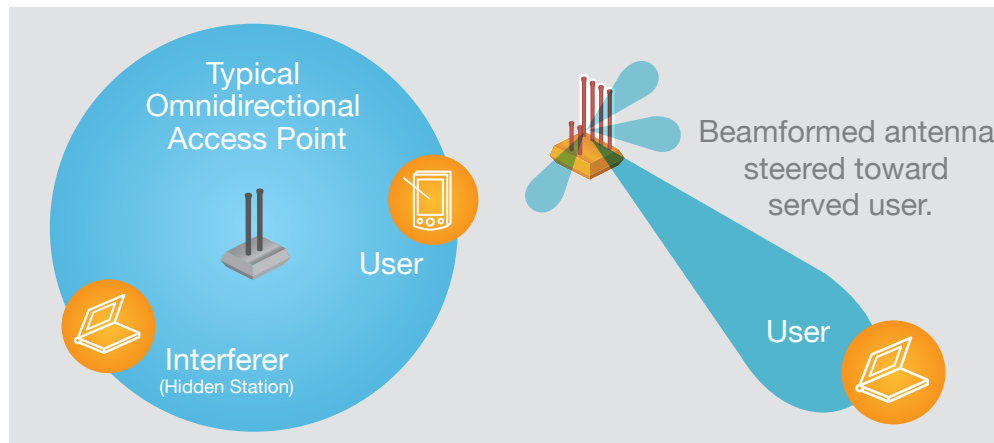 Typical
Omnidirectional
Access Point
User
Interferer
(Hidden Station)
Beamformed antenna
steered toward
served user.
User